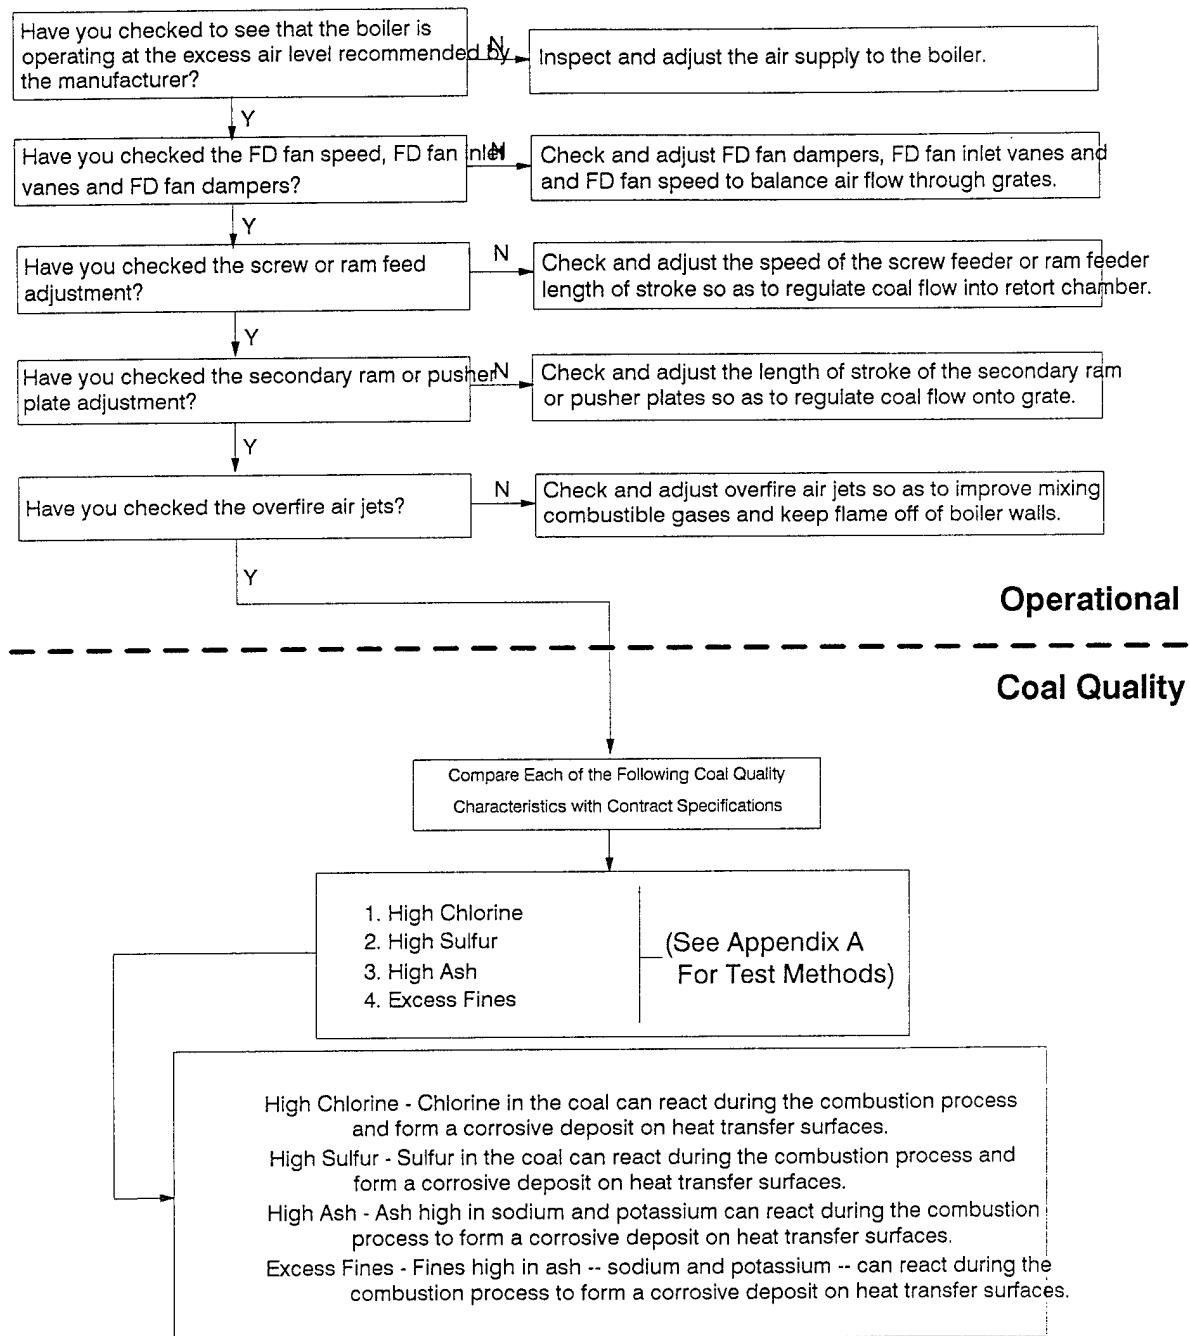 Have you checked to see that the boiler is
operating at the excess air level recommended by
the manufacturer?
N
Inspect and adjust the air supply to the boiler.
Y
Have you checked the FD fan speed, FD fan inlet
vanes and FD fan dampers?
N
Check and adjust FD fan dampers, FD fan inlet vanes and
and FD fan speed to balance air flow through grates.
Y
Have you checked the screw or ram feed
adjustment?
N
Check and adjust the speed of the screw feeder or ram feeder
length of stroke so as to regulate coal flow into retort chamber.
Y
Have you checked the secondary ram or pusher
plate adjustment?
N
Check and adjust the length of stroke of the secondary ram
or pusher plates so as to regulate coal flow onto grate.
Y
Have you checked the overfire air jets?
N
Check and adjust overfire air jets so as to improve mixing
combustible gases and keep flame off of boiler walls.
Y
Operational
Coal Quality
Compare Each of the Following Coal Quality
Characteristics with Contract Specifications
1. High Chlorine
2. High Sulfur
3. High Ash
4. Excess Fines
(See Appendix A
For Test Methods)
High Chlorine - Chlorine in the coal can react during the combustion process
and form a corrosive deposit on heat transfer surfaces.
High Sulfur - Sulfur in the coal can react during the combustion process and
form a corrosive deposit on heat transfer surfaces.
High Ash - Ash high in sodium and potassium can react during the combustion
process to form a corrosive deposit on heat transfer surfaces.
Excess Fines - Fines high in ash -- sodium and potassium -- can react during the
combustion process to form a corrosive deposit on heat transfer surfaces.